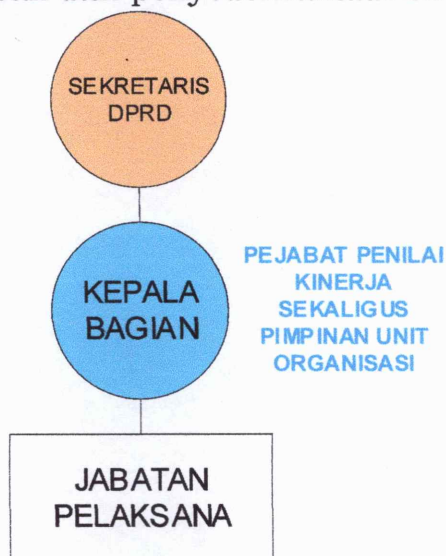 SEKRETARIS
DPRD
KEPALA
BAGIAN
PEJABAT PENILAI
KINERJA
SEKALIGUS
PIMPINAN UNIT
ORGANISASI
JABATAN
PELAKSANA